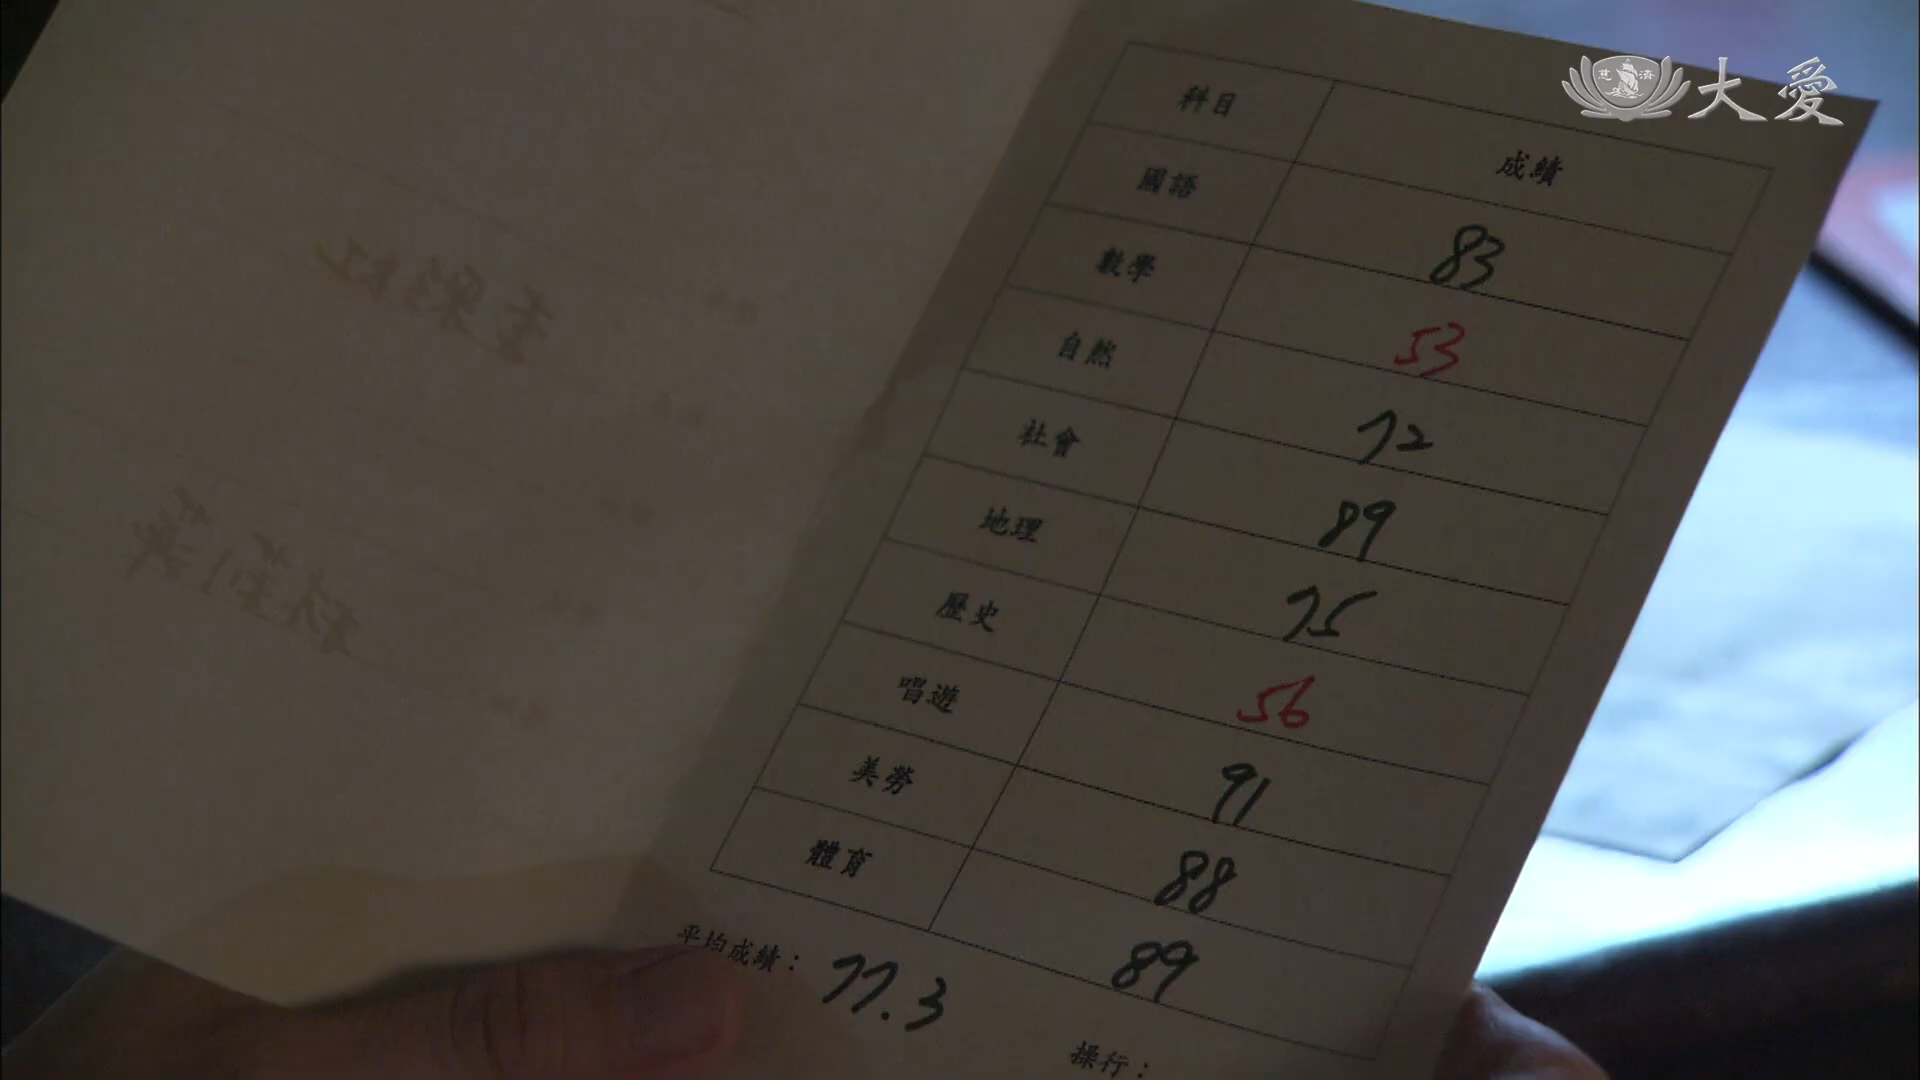 慈濟 大愛
科目 成績
國語 83
數學 53
自然 72
社會 89
地理 75
歷史 56
唱遊 91
美勞 88
體育 89
平均成績： 77.3
操行：